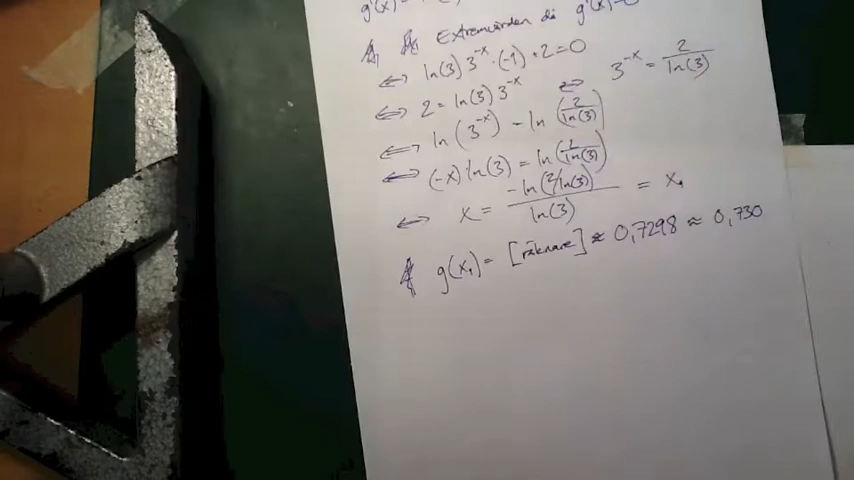 g'(x) =
Extremvärden då g'(x)=0
⇔ ln(3) 3^-x · (-1) + 2 = 0
⇔ 2 = ln(3) 3^-x ⇔ 3^-x = 2/ln(3)
⇔ ln(3^-x) = ln(2/ln(3))
⇔ (-x) ln(3) = ln(2/ln(3))
⇔ x = -ln(2/ln(3))/ln(3) = x₁
g(x₁) = [räknare] ≈ 0,7298 ≈ 0,730